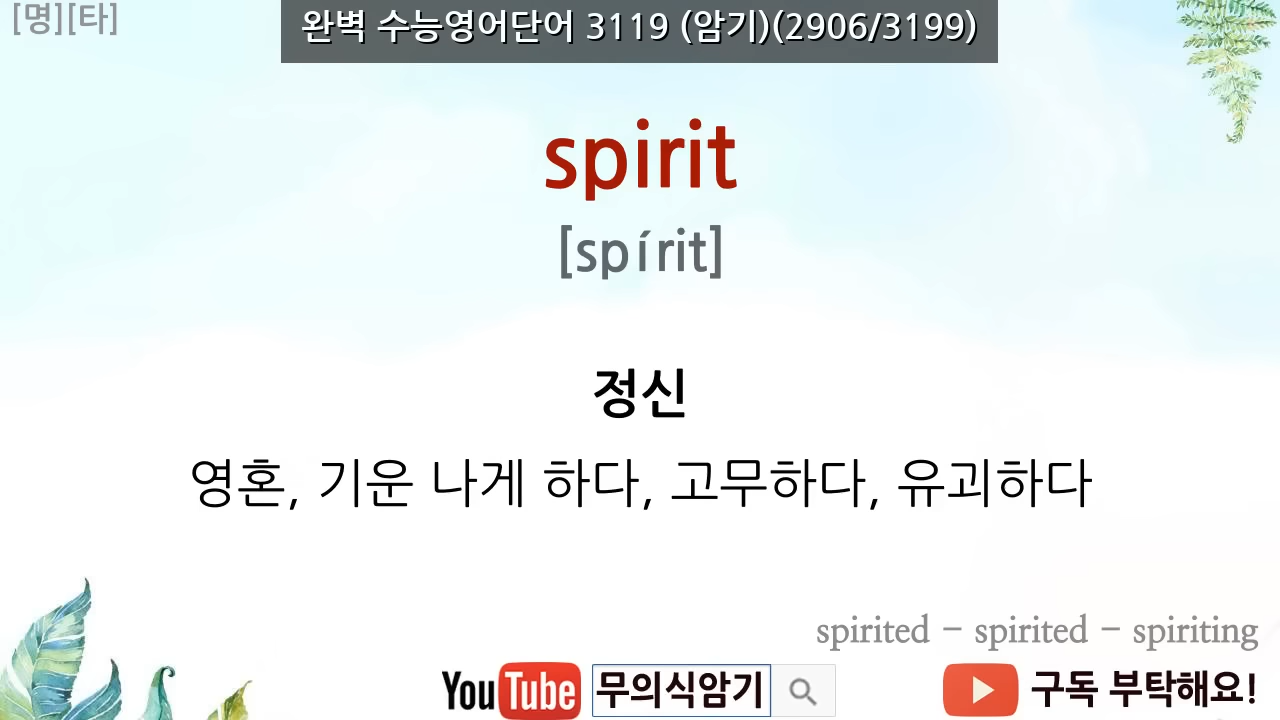 [명][타]
완벽 수능영어단어 3119 (암기)(2906/3199)
spirit
[spírit]
정신
영혼, 기운 나게 하다, 고무하다, 유괴하다
spirited - spirited - spiriting
YouTube 무의식암기 구독 부탁해요!